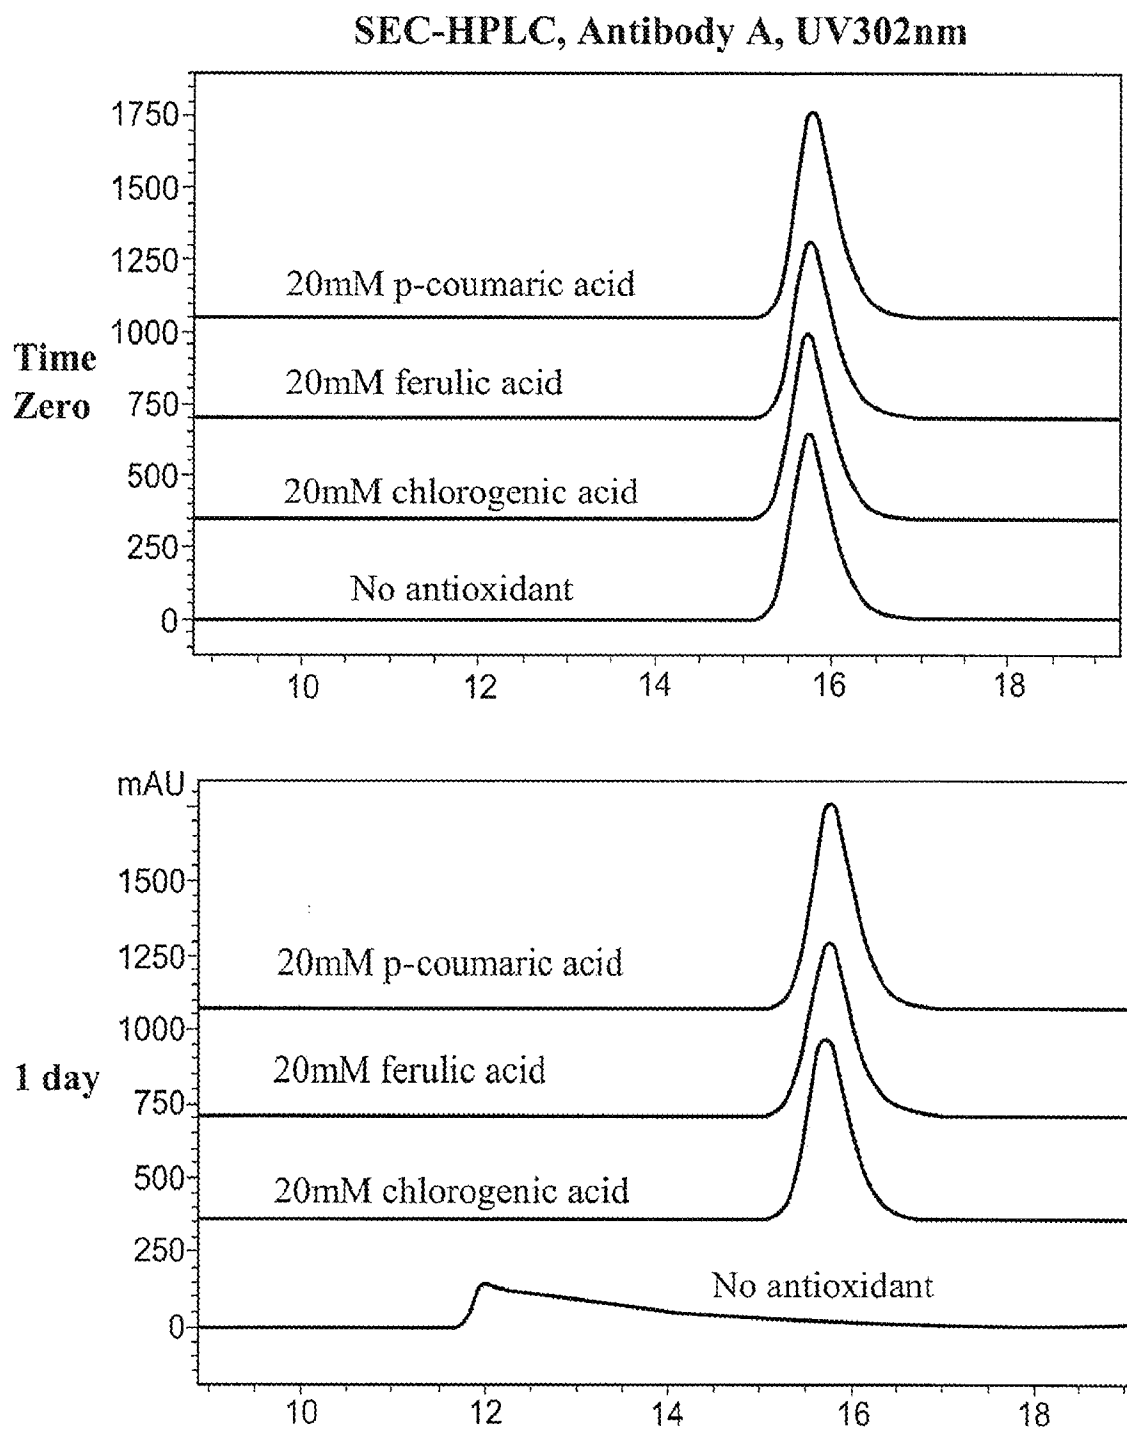 SEC-HPLC, Antibody A, UV302nm
1750
1500
1250
20mM p-coumaric acid
1000
Time
Zero
20mM ferulic acid
750
500
20mM chlorogenic acid
250
No antioxidant
0
10 12 14 16 18
mAU
1500
1250
20mM p-coumaric acid
1000
1 day
20mM ferulic acid
750
500
20mM chlorogenic acid
250
No antioxidant
0
10 12 14 16 18